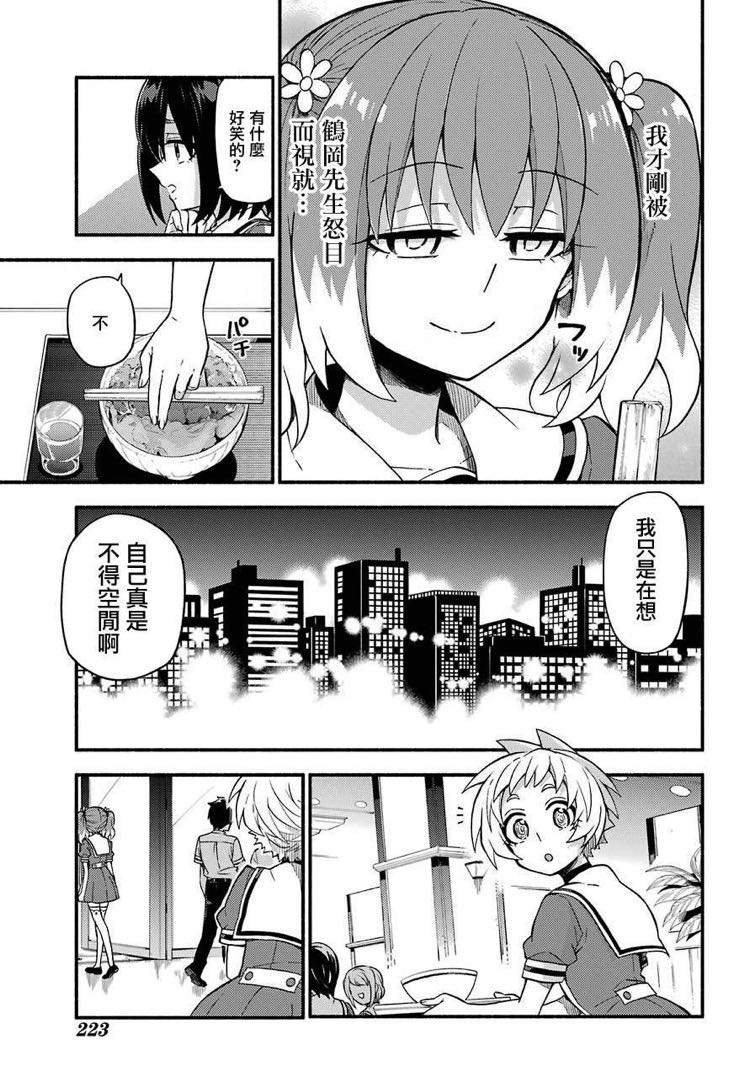 我才剛被
鶴岡先生怒目
而視就…
フッ
有什麼
好笑的？
不
パチ
我只是在想
自己真是
不得空閒啊
223